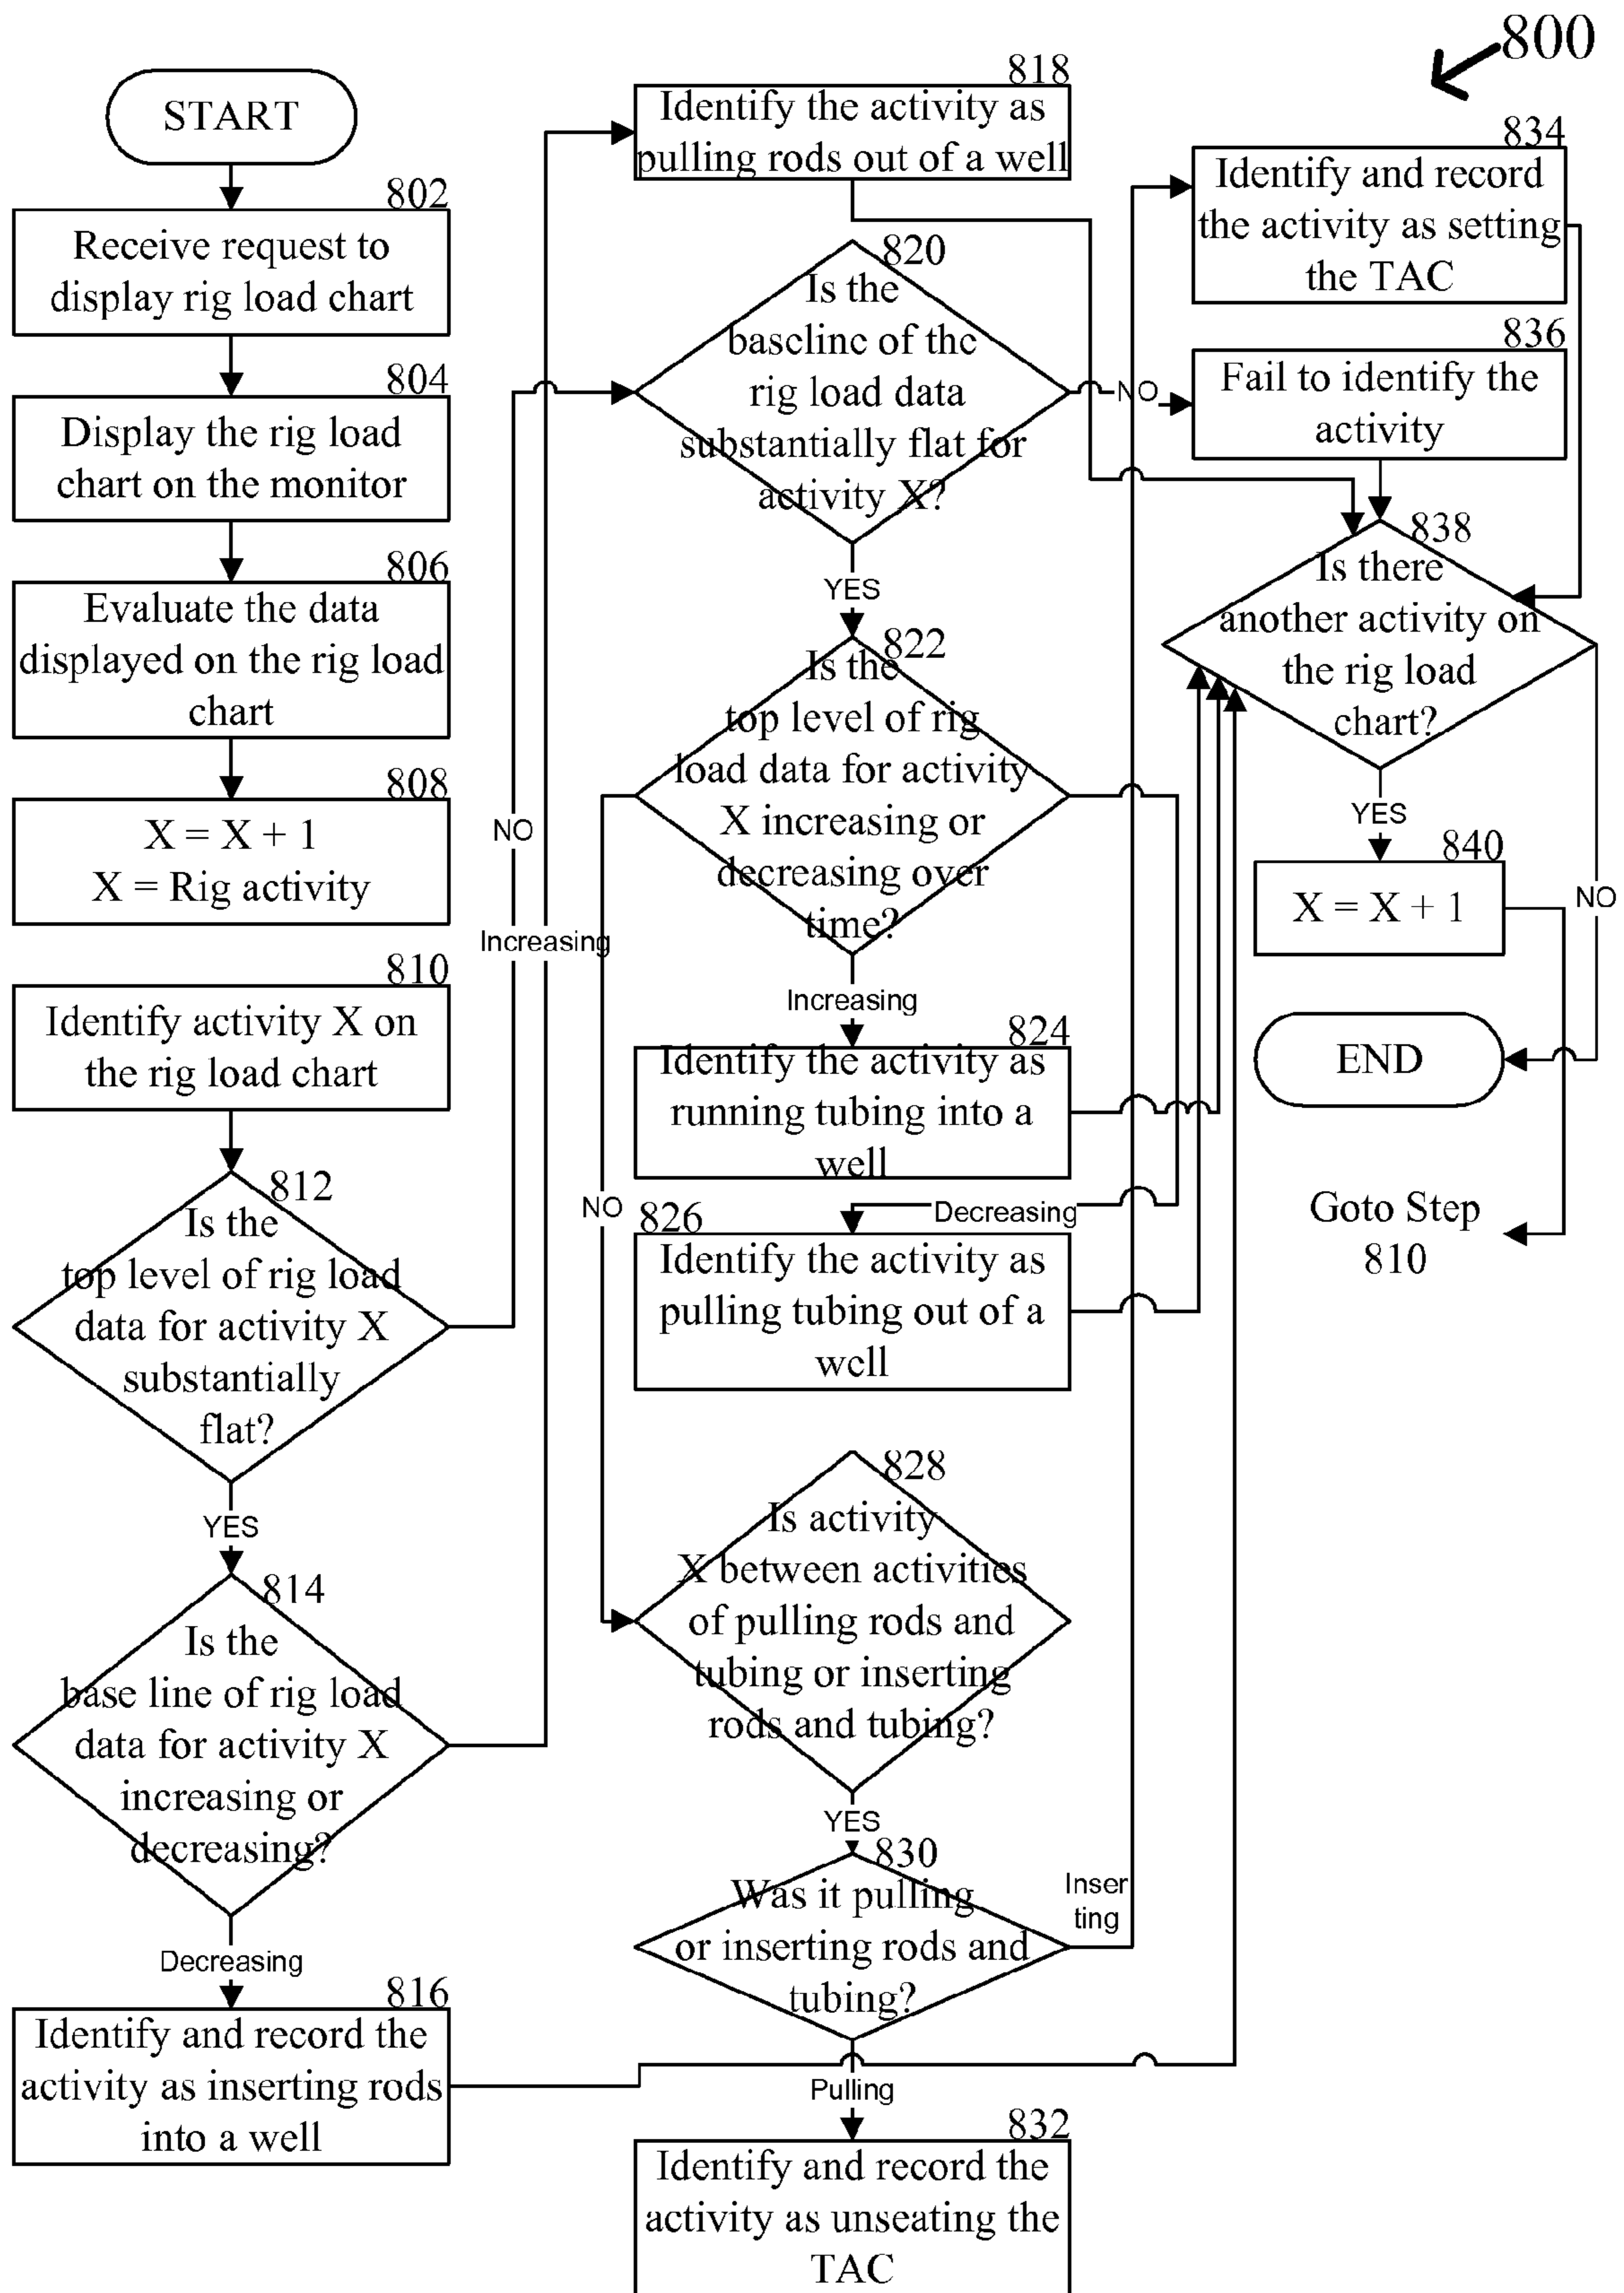 800
START
802
Receive request to
display rig load chart
804
Display the rig load
chart on the monitor
806
Evaluate the data
displayed on the rig load
chart
808
X = X + 1
X = Rig activity
810
Identify activity X on
the rig load chart
812
Is the
top level of rig load
data for activity X
substantially
flat?
NO
YES
814
Is the
base line of rig load
data for activity X
increasing or
decreasing?
Increasing
Decreasing
816
Identify and record the
activity as inserting rods
into a well
818
Identify the activity as
pulling rods out of a well
820
Is the
baseline of the
rig load data
substantially flat for
activity X?
NO
YES
822
Is the
top level of rig
load data for activity
X increasing or
decreasing over
time?
NO
Increasing
824
Identify the activity as
running tubing into a
well
Decreasing
826
Identify the activity as
pulling tubing out of a
well
828
Is activity
X between activities
of pulling rods and
tubing or inserting
rods and tubing?
YES
830
Was it pulling
or inserting rods and
tubing?
Inser
ting
Pulling
832
Identify and record the
activity as unseating the
TAC
834
Identify and record
the activity as setting
the TAC
836
Fail to identify the
activity
838
Is there
another activity on
the rig load
chart?
YES
NO
840
X = X + 1
END
Goto Step
810